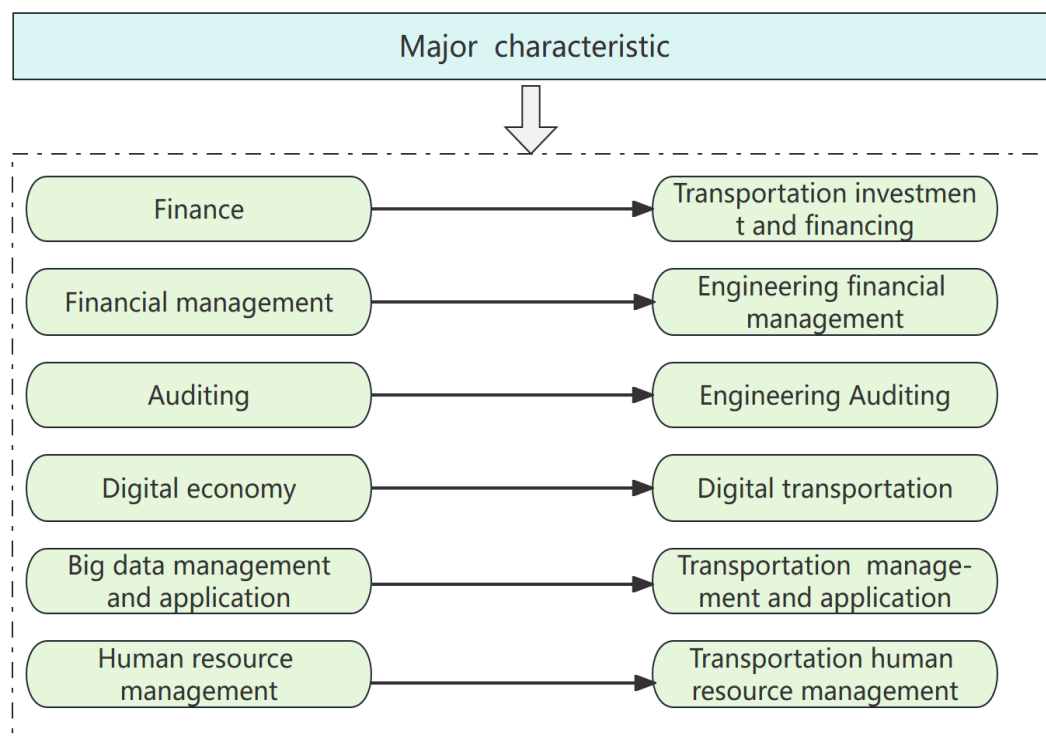 Major characteristic
Finance
Transportation investmen
t and financing
Financial management
Engineering financial
management
Auditing
Engineering Auditing
Digital economy
Digital transportation
Big data management
and application
Transportation manage-
ment and application
Human resource
management
Transportation human
resource management